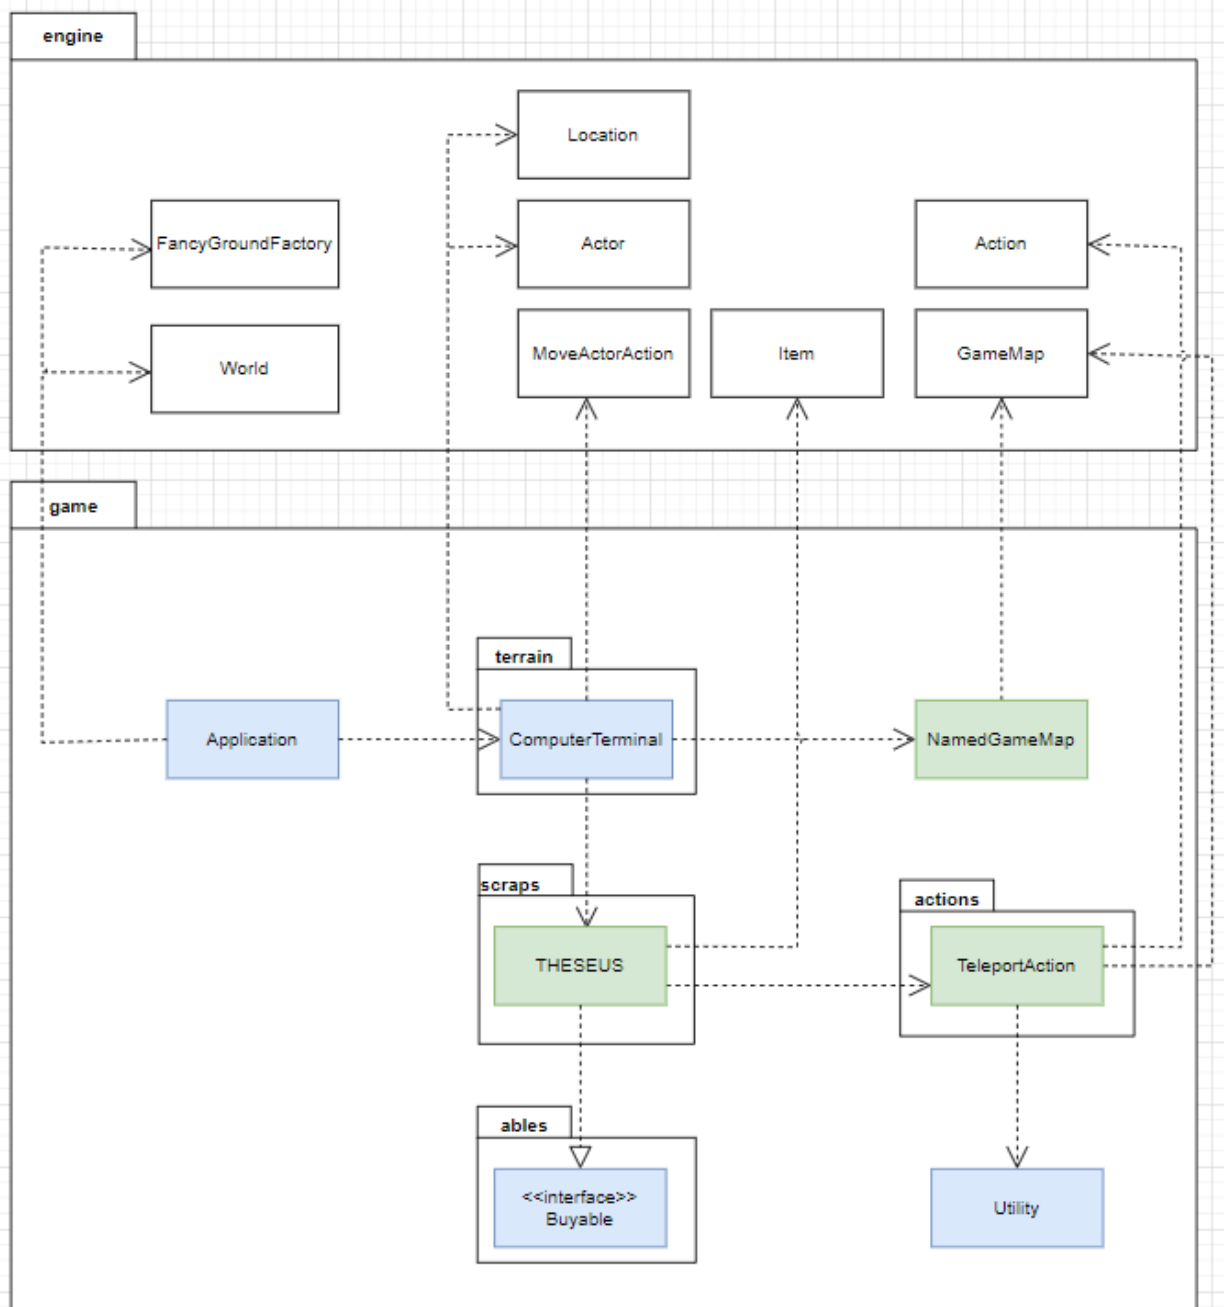 engine
Location
FancyGroundFactory
Actor
Action
World
MoveActorAction
Item
GameMap
game
terrain
Application
ComputerTerminal
NamedGameMap
scraps
actions
THESEUS
TeleportAction
ables
<<interface>>
Buyable
Utility